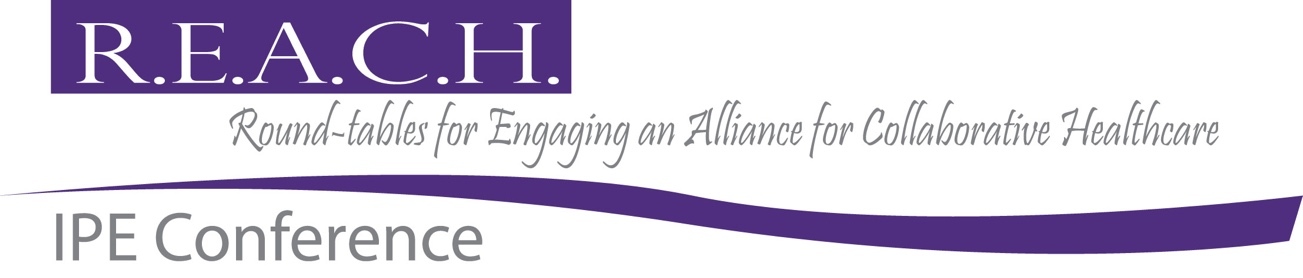 R.E.A.C.H.
Round-tables for Engaging an Alliance for Collaborative Healthcare
IPE Conference